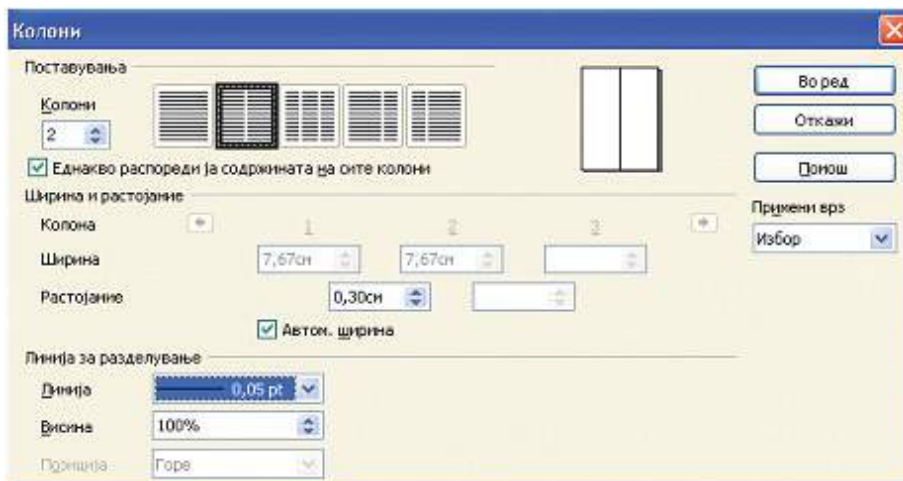 Колони
Поставувања
Колони
2
Еднакво распореди ја содржината на сите колони
Во ред
Откажи
Помош
Примени врз
Избор
Ширина и растојание
Колона 1 2 3
Ширина 7,67см 7,67см
Растојание 0,30см
Автом. ширина
Линија за разделување
Линија 0,05 pt
Висина 100%
Позиција Горе